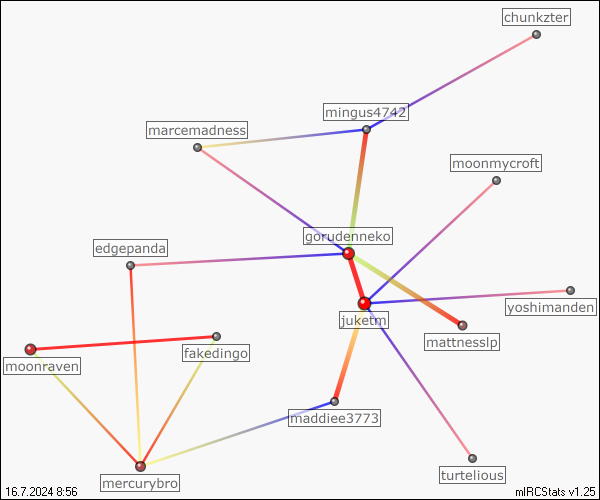 chunkzter
mingus4742
marcemadness
moonmycroft
gorudenneko
edgepanda
yoshimanden
juketm
mattnesslp
fakedingo
moonraven
maddiee3773
turtelious
mercurybro
16.7.2024 8:56
mIRCStats v1.25